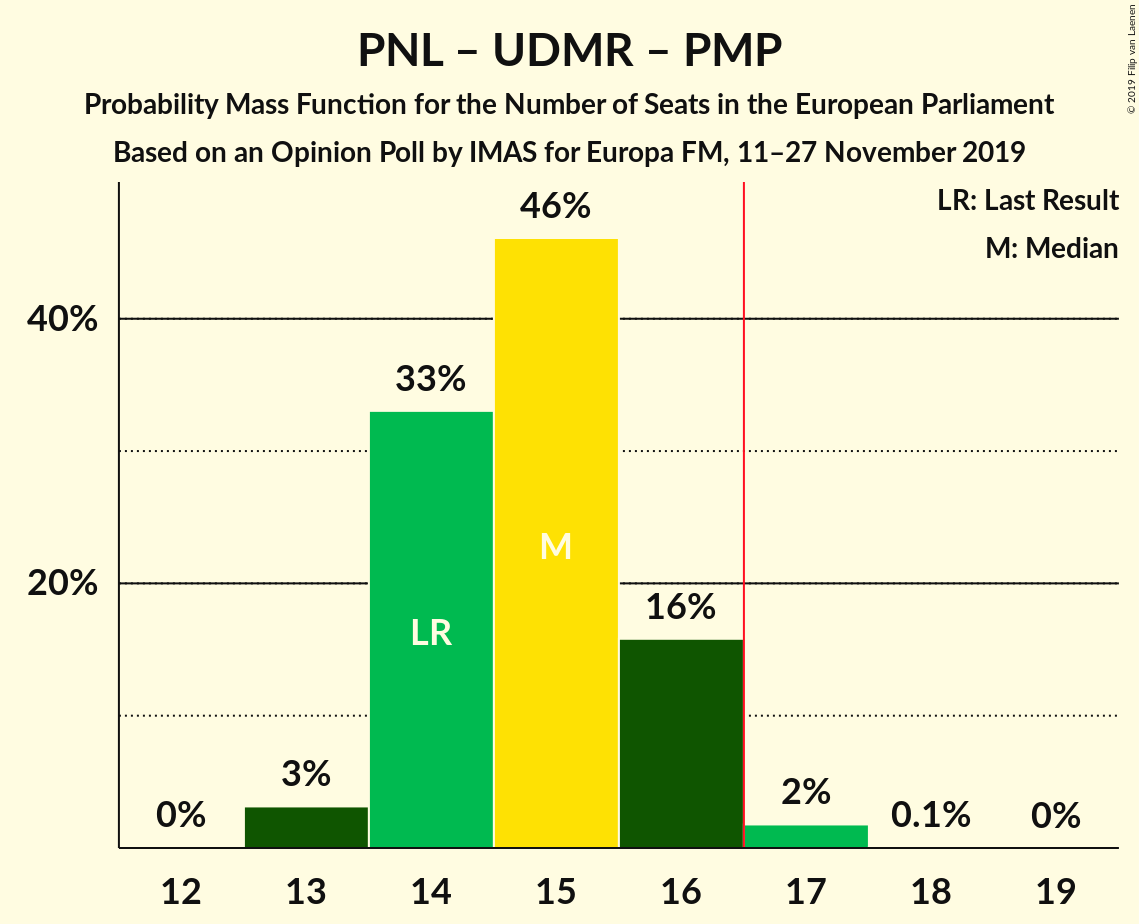 PNL – UDMR – PMP
Probability Mass Function for the Number of Seats in the European Parliament
Based on an Opinion Poll by IMAS for Europa FM, 11–27 November 2019
© 2019 Filip van Laenen
LR: Last Result
M: Median
46%
40%
33%
M
20%
16%
LR
3%
2%
0%
0.1%
0%
12 13 14 15 16 17 18 19